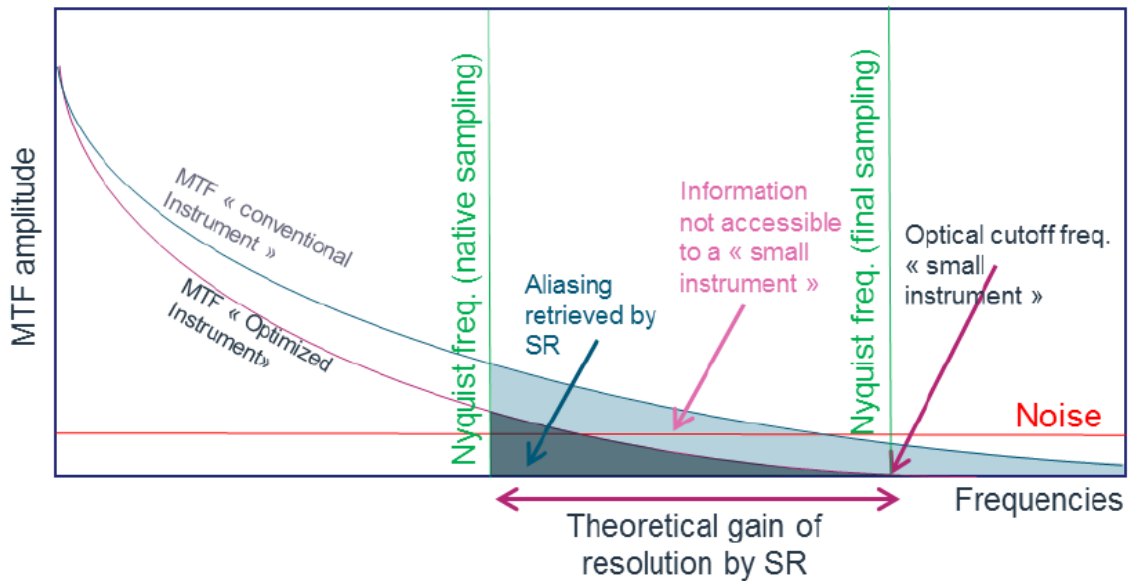 MTF amplitude
MTF « conventional
Instrument »
MTF « Optimized
Instrument»
Nyquist freq. (native sampling)
Aliasing
retrieved by
SR
Information
not accessible
to a « small
instrument »
Nyquist freq. (final sampling)
Optical cutoff freq.
« small
instrument »
Noise
Frequencies
Theoretical gain of
resolution by SR